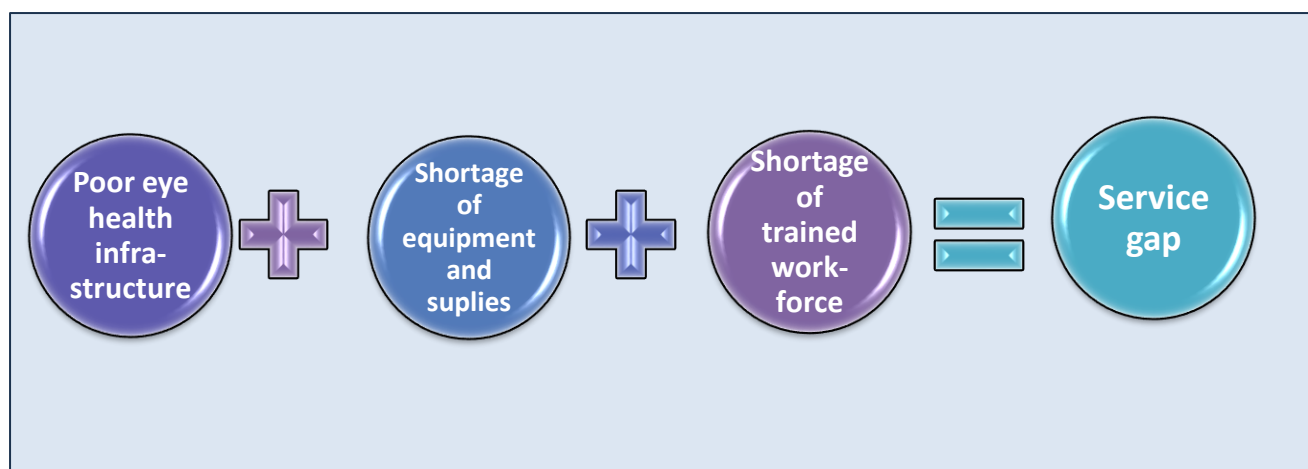 Poor eye
health
infra-
structure
Shortage
of
equipment
and
suplies
Shortage
of
trained
work-
force
Service
gap